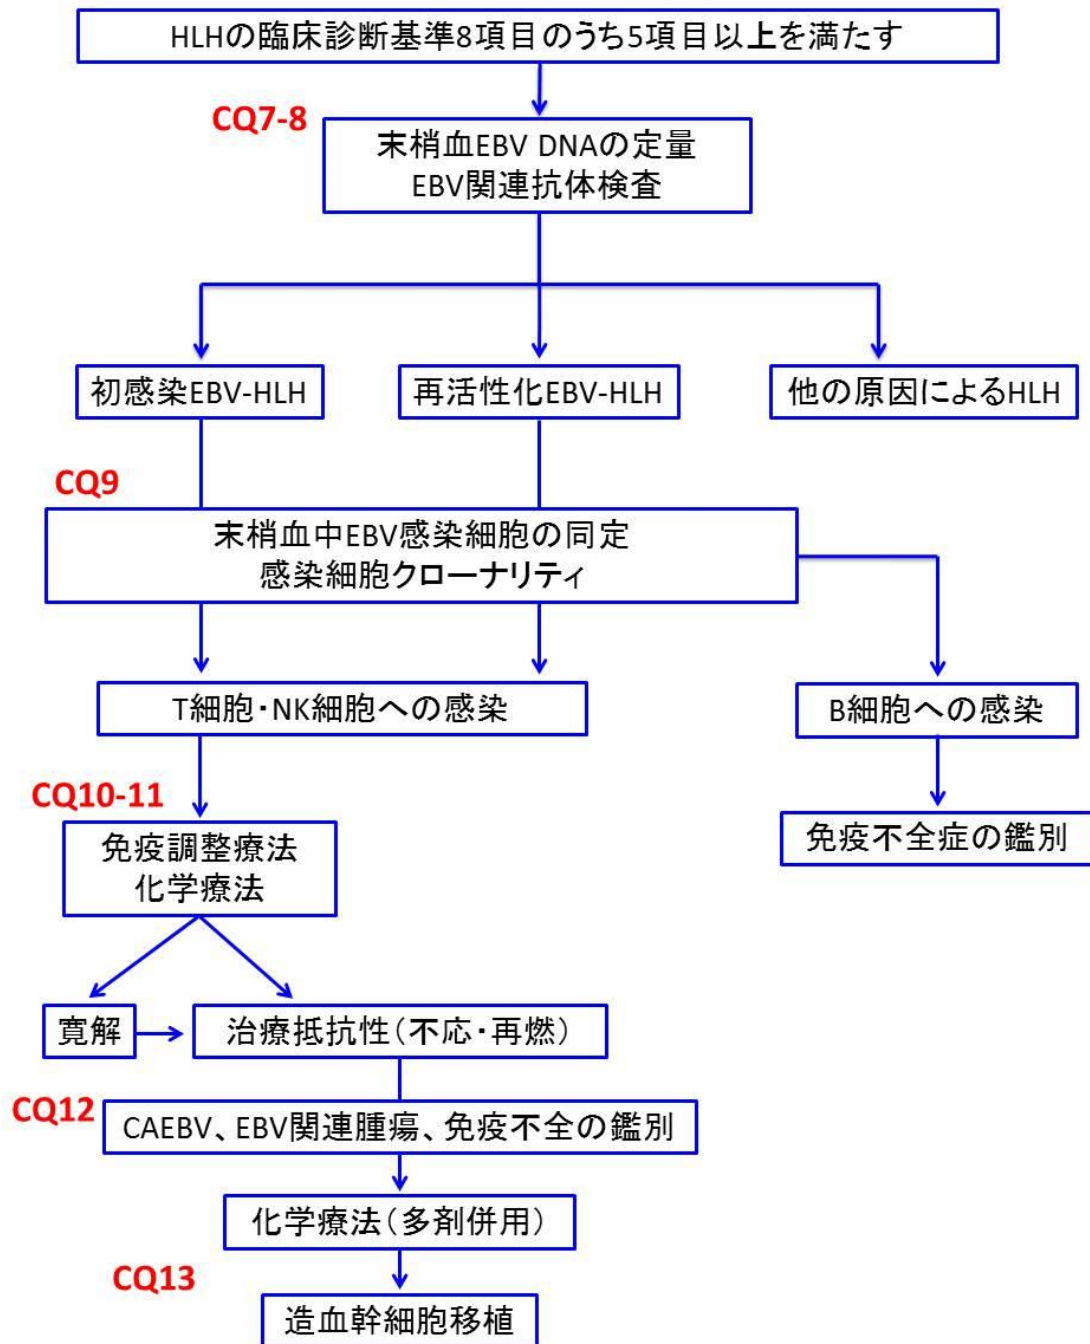 HLHの臨床診断基準8項目のうち5項目以上を満たす
CQ7-8
末梢血EBV DNAの定量
EBV関連抗体検査
初感染EBV-HLH
再活性化EBV-HLH
他の原因によるHLH
CQ9
末梢血中EBV感染細胞の同定
感染細胞クローナリティ
T細胞・NK細胞への感染
B細胞への感染
CQ10-11
免疫調整療法
化学療法
免疫不全症の鑑別
寛解
治療抵抗性（不応・再燃）
CQ12
CAEBV、EBV関連腫瘍、免疫不全の鑑別
化学療法（多剤併用）
CQ13
造血幹細胞移植